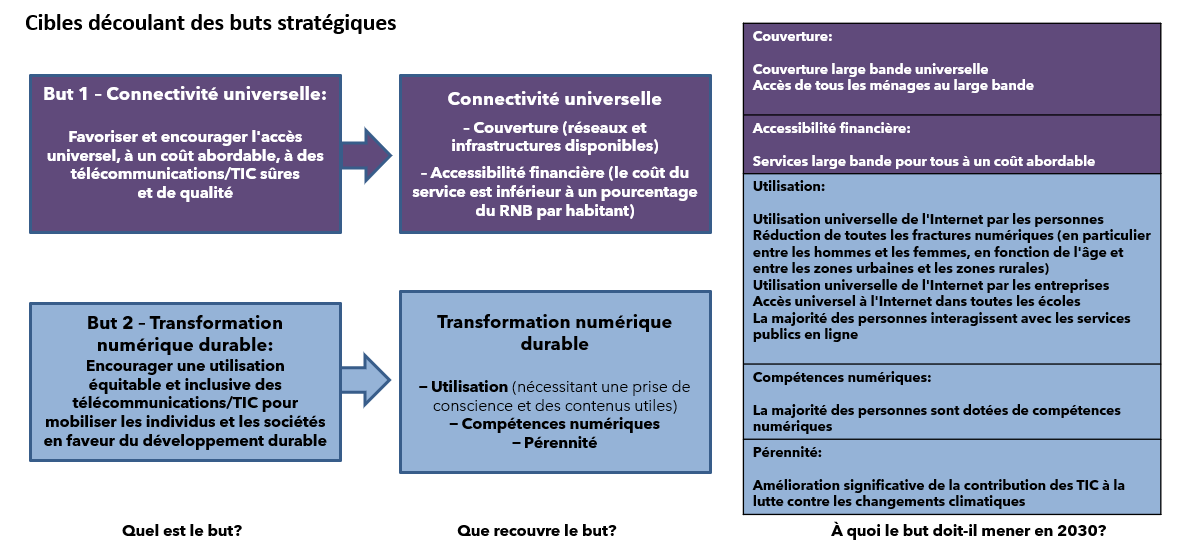 Cibles découlant des buts stratégiques
But 1 – Connectivité universelle:
Favoriser et encourager l'accès
universel, à un coût abordable, à des
télécommunications/TIC sûres
et de qualité
Connectivité universelle
– Couverture (réseaux et
infrastructures disponibles)
– Accessibilité financière (le coût du
service est inférieur à un pourcentage
du RNB par habitant)
Couverture:
Couverture large bande universelle
Accès de tous les ménages au large bande
Accessibilité financière:
Services large bande pour tous à un coût abordable
But 2 – Transformation
numérique durable:
Encourager une utilisation
équitable et inclusive des
télécommunications/TIC pour
mobiliser les individus et les sociétés
en faveur du développement durable
Transformation numérique
durable
– Utilisation (nécessitant une prise de
conscience et des contenus utiles)
– Compétences numériques
– Pérennité
Utilisation:
Utilisation universelle de l'Internet par les personnes
Réduction de toutes les fractures numériques (en particulier
entre les hommes et les femmes, en fonction de l'âge et
entre les zones urbaines et les zones rurales)
Utilisation universelle de l'Internet par les entreprises
Accès universel à l'Internet dans toutes les écoles
La majorité des personnes interagissent avec les services
publics en ligne
Compétences numériques:
La majorité des personnes sont dotées de compétences
numériques
Pérennité:
Amélioration significative de la contribution des TIC à la
lutte contre les changements climatiques
Quel est le but?
Que recouvre le but?
À quoi le but doit-il mener en 2030?